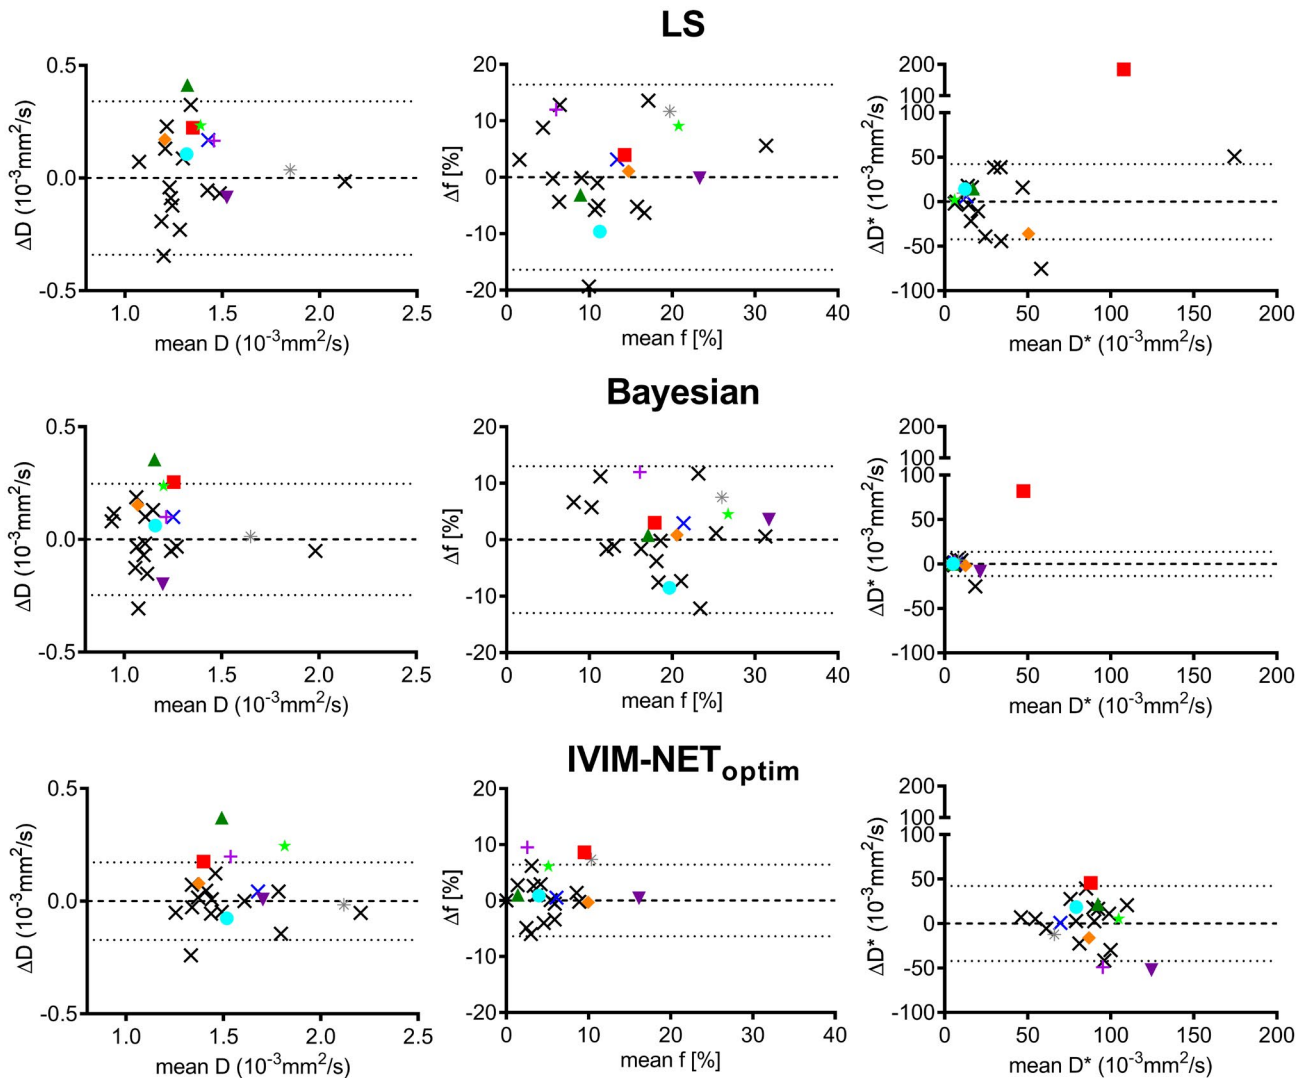 LS
0.5
0.0
-0.5
ΔD (10⁻³mm²/s)
1.0 1.5 2.0 2.5
mean D (10⁻³mm²/s)
20
10
0
-10
-20
Δf [%]
0 10 20 30 40
mean f [%]
200
100
100
50
0
-50
-100
ΔD* (10⁻³mm²/s)
0 50 100 150 200
mean D* (10⁻³mm²/s)
Bayesian
0.5
0.0
-0.5
ΔD (10⁻³mm²/s)
1.0 1.5 2.0 2.5
mean D (10⁻³mm²/s)
20
10
0
-10
-20
Δf [%]
0 10 20 30 40
mean f [%]
200
100
100
50
0
-50
-100
ΔD* (10⁻³mm²/s)
0 50 100 150 200
mean D* (10⁻³mm²/s)
IVIM-NEToptim
0.5
0.0
-0.5
ΔD (10⁻³mm²/s)
1.0 1.5 2.0 2.5
mean D (10⁻³mm²/s)
20
10
0
-10
-20
Δf [%]
0 10 20 30 40
mean f [%]
200
100
100
50
0
-50
-100
ΔD* (10⁻³mm²/s)
0 50 100 150 200
mean D* (10⁻³mm²/s)